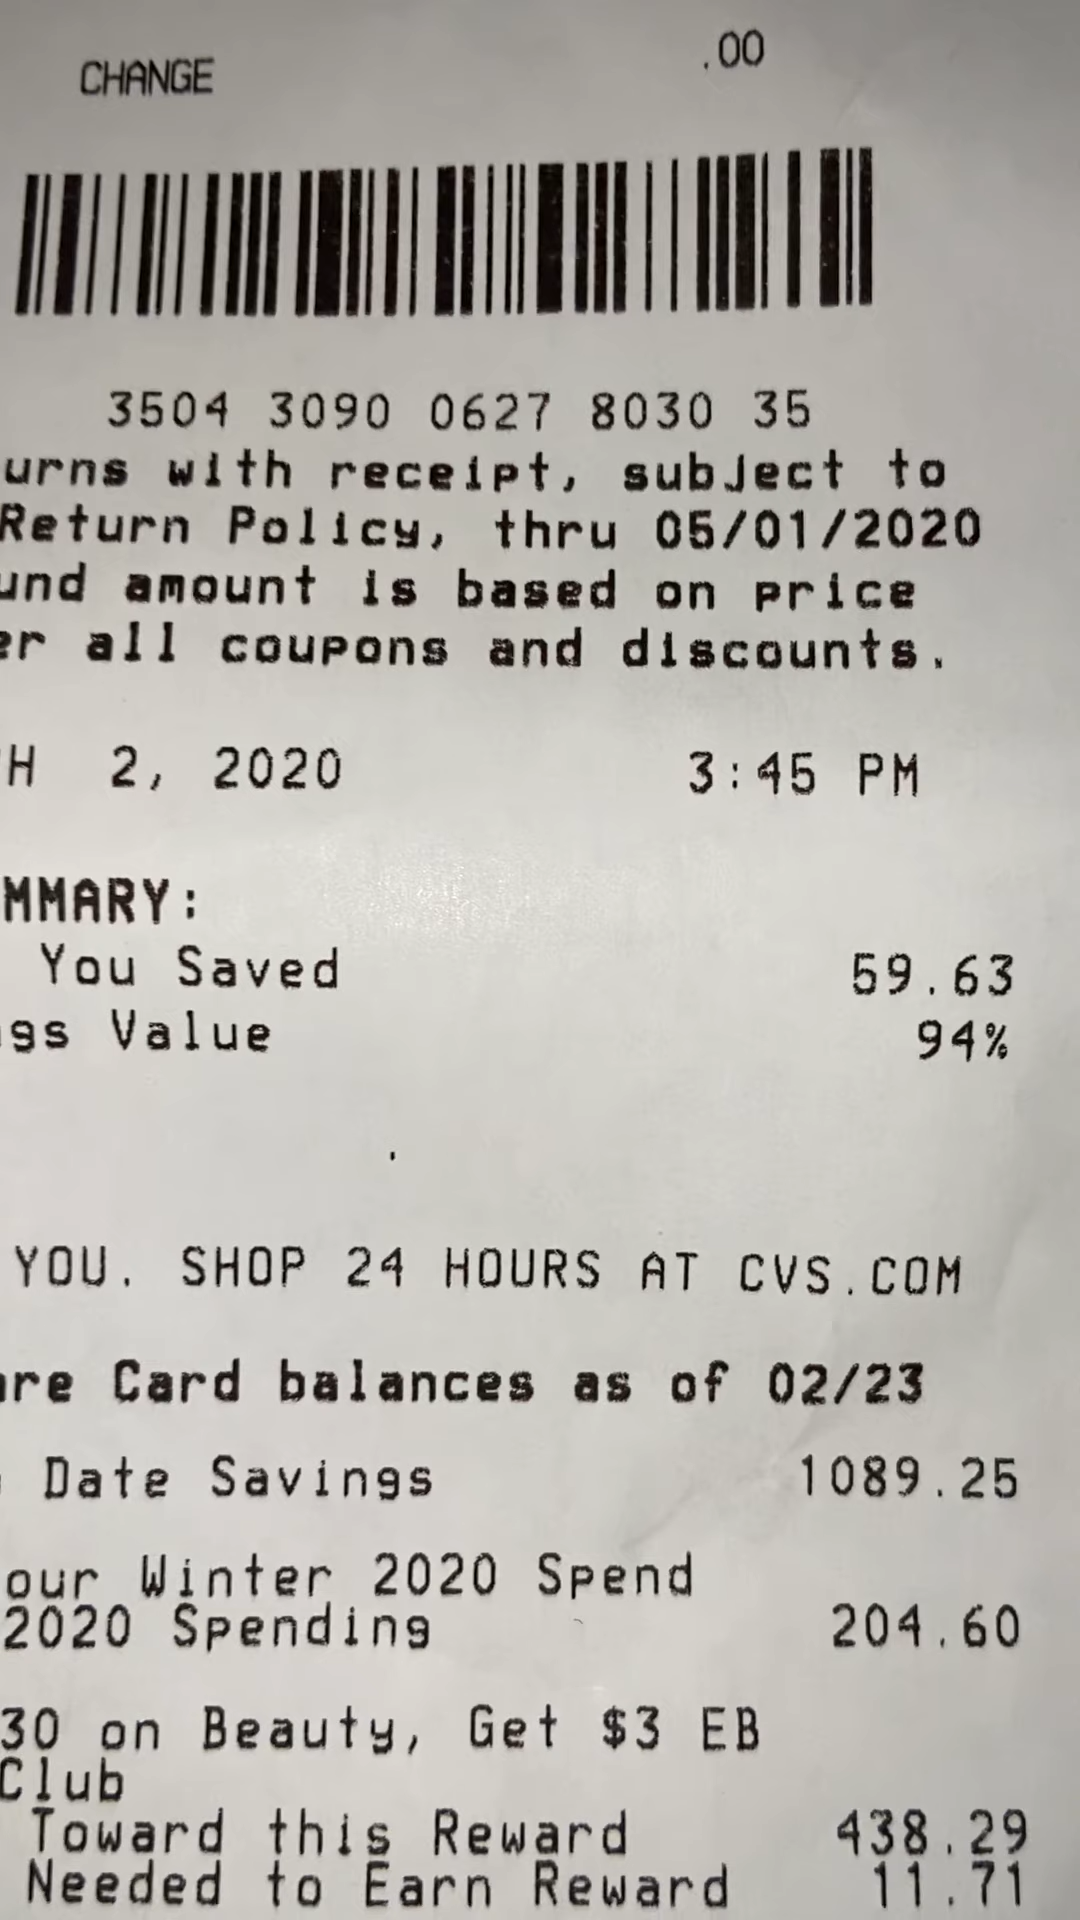 CHANGE .00
3504 3090 0627 8030 35
urns with receipt, subject to
Return Policy, thru 05/01/2020
und amount is based on price
er all coupons and discounts.
H 2, 2020 3:45 PM
MMARY:
You Saved 59.63
gs Value 94%
YOU. SHOP 24 HOURS AT CVS.COM
re Card balances as of 02/23
Date Savings 1089.25
our Winter 2020 Spend
2020 Spending 204.60
30 on Beauty, Get $3 EB
Club
Toward this Reward 438.29
Needed to Earn Reward 11.71